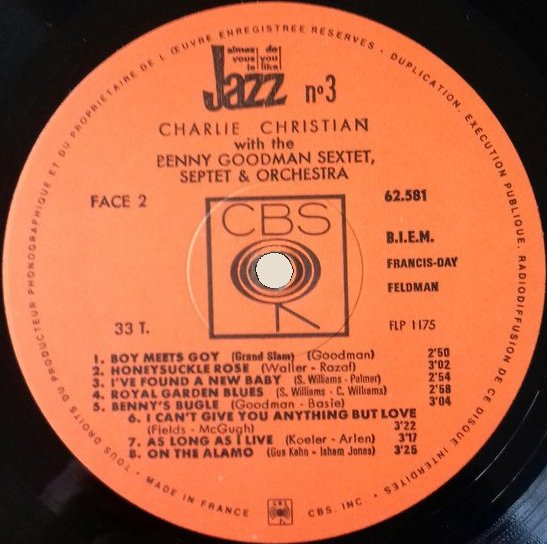 TOUS DROITS DU PRODUCTEUR PHONOGRAPHIQUE ET DU PROPRIÉTAIRE DE L'ŒUVRE ENREGISTRÉE RÉSERVÉS - DUPLICATION, EXÉCUTION PUBLIQUE, RADIODIFFUSION DE CE DISQUE INTERDITES
aimez de
vous you
le like
Jazz nº3
CHARLIE CHRISTIAN
with the
BENNY GOODMAN SEXTET,
SEPTET & ORCHESTRA
FACE 2
62.581
CBS
B.I.E.M.
FRANCIS-DAY
FELDMAN
33 T.
FLP 1175
1. BOY MEETS GOY (Grand Slam) (Goodman) 2'50
2. HONEYSUCKLE ROSE (Waller - Razaf) 3'02
3. I'VE FOUND A NEW BABY (S. Williams - Palmer) 2'54
4. ROYAL GARDEN BLUES (S. Williams - C. Williams) 2'58
5. BENNY'S BUGLE (Goodman - Basie) 3'04
6. I CAN'T GIVE YOU ANYTHING BUT LOVE
(Fields - McGugh) 3'22
7. AS LONG AS I LIVE (Koeler - Arlen) 3'17
8. ON THE ALAMO (Gus Kahn - Isham Jones) 3'25
CBS
MADE IN FRANCE
CBS. INC.